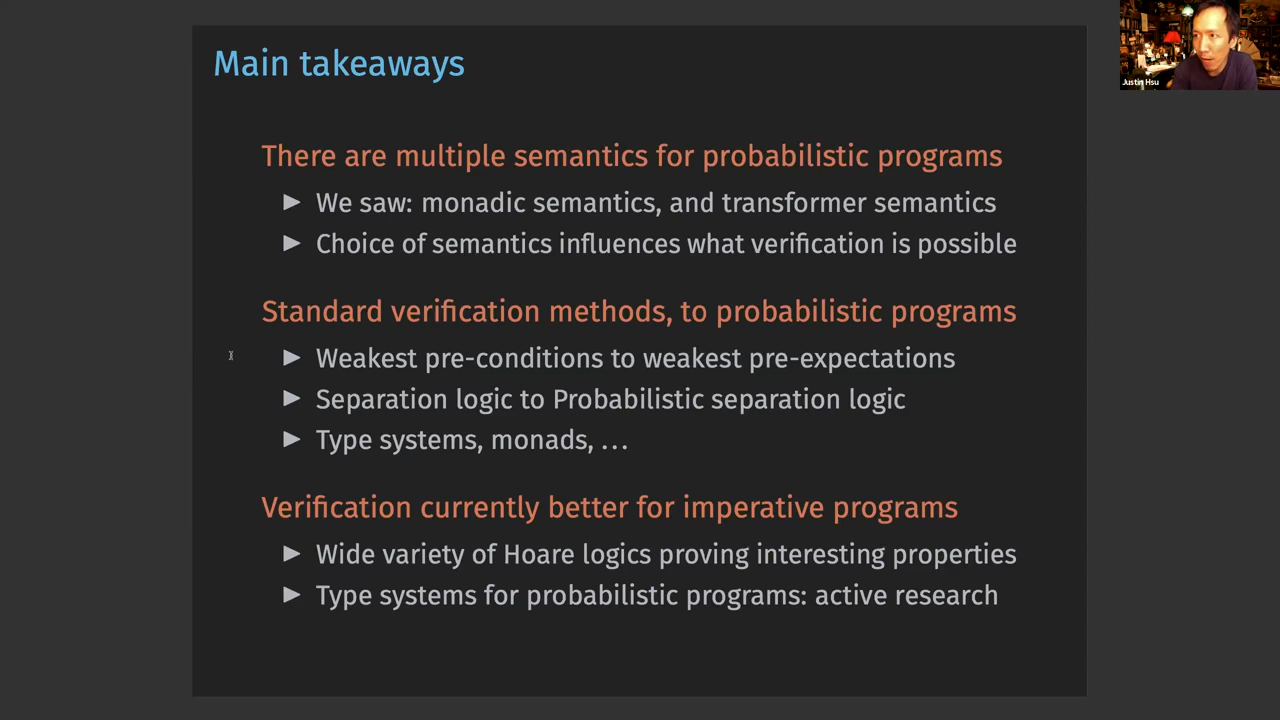 Main takeaways
Justin Hsu
There are multiple semantics for probabilistic programs
▶ We saw: monadic semantics, and transformer semantics
▶ Choice of semantics influences what verification is possible
Standard verification methods, to probabilistic programs
▶ Weakest pre-conditions to weakest pre-expectations
▶ Separation logic to Probabilistic separation logic
▶ Type systems, monads, ...
Verification currently better for imperative programs
▶ Wide variety of Hoare logics proving interesting properties
▶ Type systems for probabilistic programs: active research